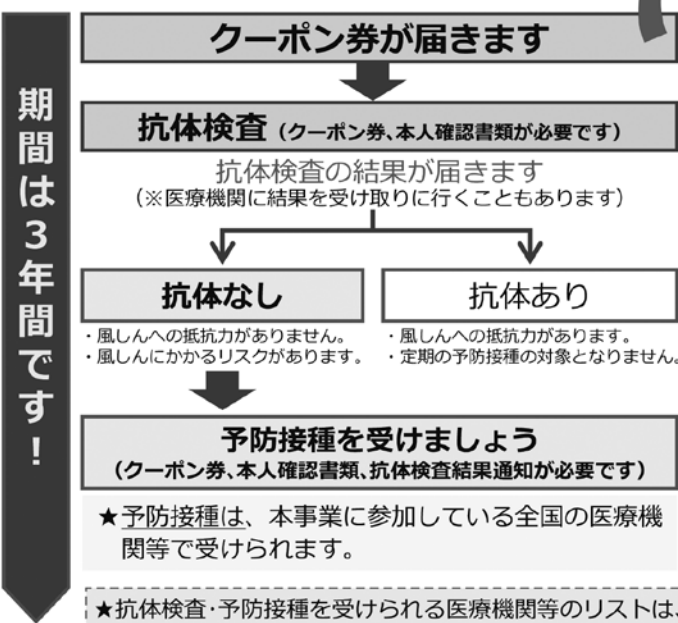 期間は3年間です!
クーポン券が届きます
抗体検査（クーポン券、本人確認書類が必要です）
抗体検査の結果が届きます
（※医療機関に結果を受け取りに行くこともあります）
抗体なし
・風しんへの抵抗力がありません。
・風しんにかかるリスクがあります。
抗体あり
・風しんへの抵抗力があります。
・定期の予防接種の対象となりません。
予防接種を受けましょう
（クーポン券、本人確認書類、抗体検査結果通知が必要です）
★予防接種は、本事業に参加している全国の医療機
関等で受けられます。
★抗体検査・予防接種を受けられる医療機関等のリストは、